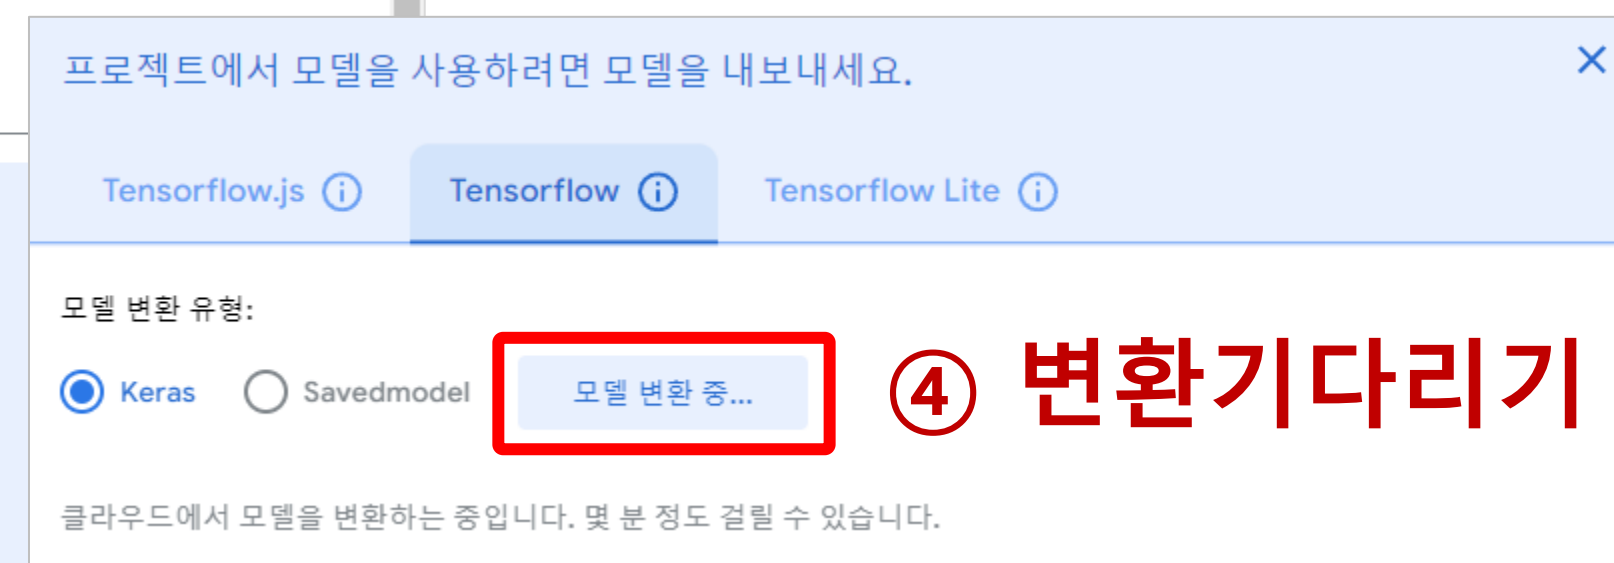 프로젝트에서 모델을 사용하려면 모델을 내보내세요.
Tensorflow.js Tensorflow Tensorflow Lite
모델 변환 유형:
Keras Savedmodel 모델 변환 중... ④ 변환기다리기
클라우드에서 모델을 변환하는 중입니다. 몇 분 정도 걸릴 수 있습니다.